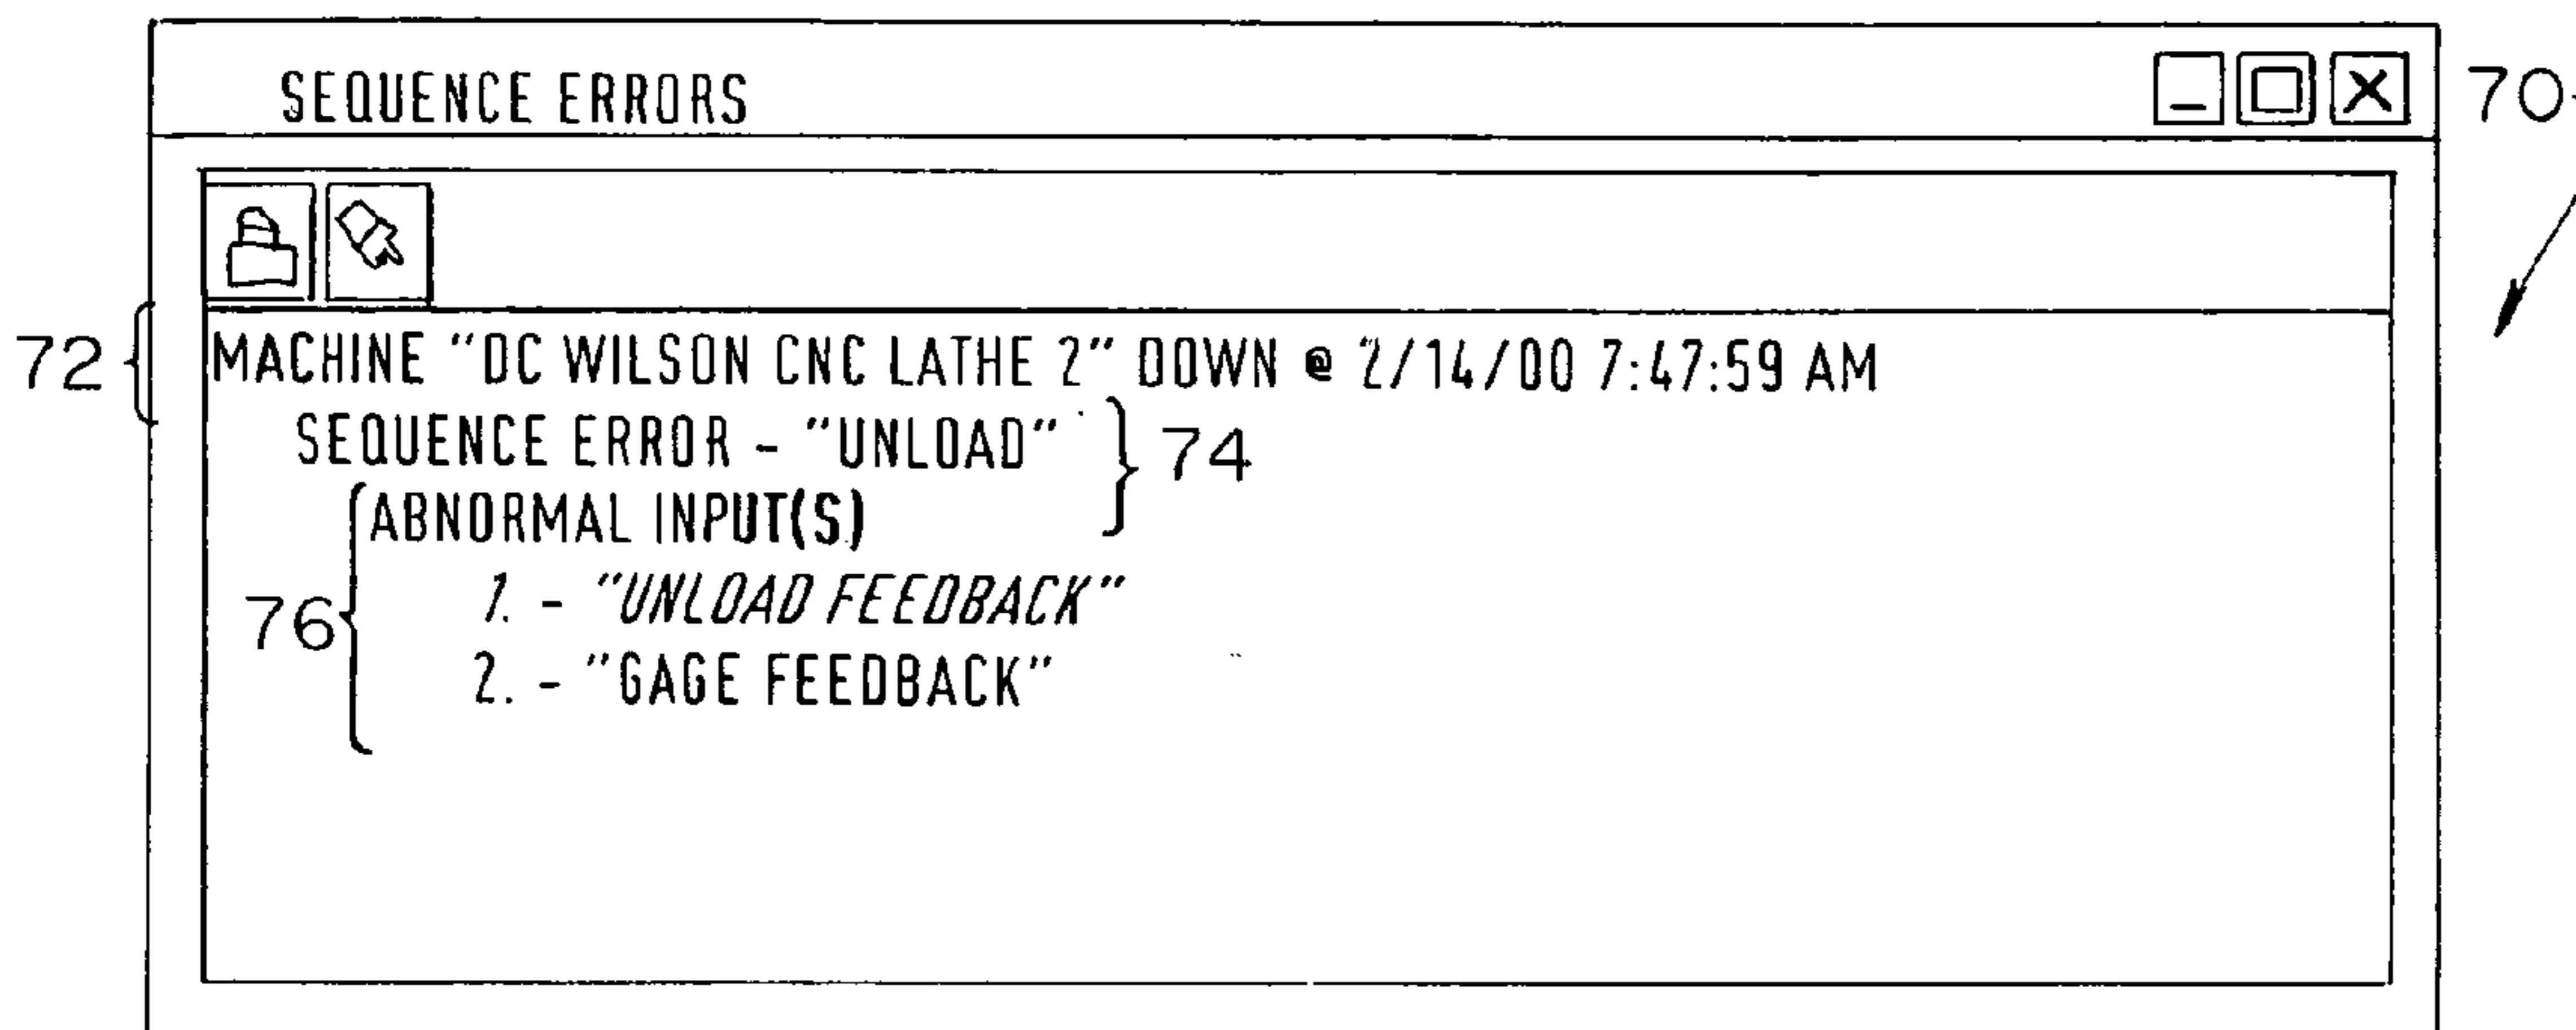 SEQUENCE ERRORS
70
72
MACHINE "DC WILSON CNC LATHE 2" DOWN @ 2/14/00 7:47:59 AM
SEQUENCE ERROR - "UNLOAD"
74
ABNORMAL INPUT(S)
76
1. - "UNLOAD FEEDBACK"
2. - "GAGE FEEDBACK"